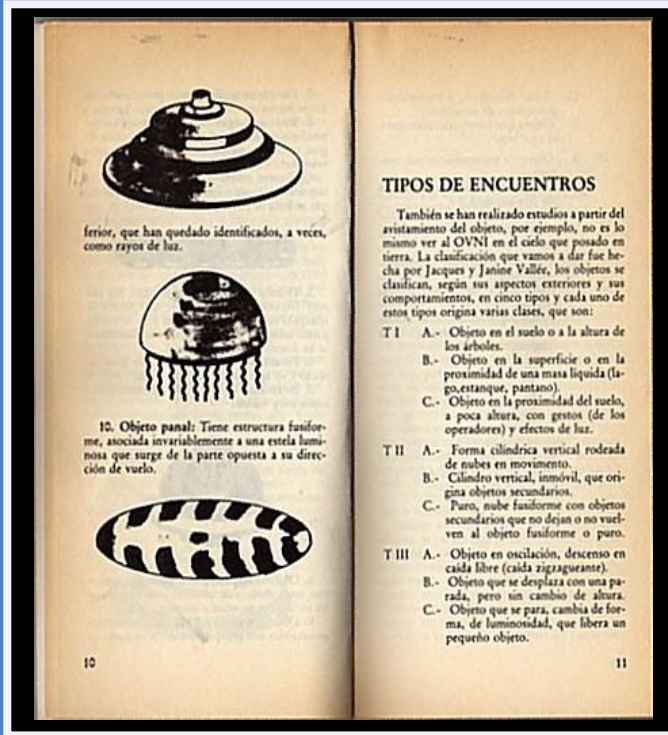 ferior, que han quedado identificados, a veces,
como rayos de luz.
10. Objeto panal: Tiene estructura fusifor-
me, asociada invariablemente a una estela lumi-
nosa que surge de la parte opuesta a su direc-
ción de vuelo.
10
TIPOS DE ENCUENTROS
También se han realizado estudios a partir del
avistamiento del objeto, por ejemplo, no es lo
mismo ver al OVNI en el cielo que posado en
tierra. La clasificación que vamos a dar fue he-
cha por Jacques y Janine Vallée, los objetos se
clasifican, según sus aspectos exteriores y sus
comportamientos, en cinco tipos y cada uno de
estos tipos origina varias clases, que son:
T I A.- Objeto en el suelo o a la altura de
los árboles.
B.- Objeto en la superficie o en la
proximidad de una masa líquida (la-
go,estanque, pantano).
C.- Objeto en la proximidad del suelo,
a poca altura, con gestos (de los
operadores) y efectos de luz.
T II A.- Forma cilíndrica vertical rodeada
de nubes en movimento.
B.- Cilindro vertical, inmóvil, que ori-
gina objetos secundarios.
C.- Puro, nube fusiforme con objetos
secundarios que no dejan o no vuel-
ven al objeto fusiforme o puro.
T III A.- Objeto en oscilación, descenso en
caída libre (caída zigzagueante).
B.- Objeto que se desplaza con una pa-
rada, pero sin cambio de altura.
C.- Objeto que se para, cambia de for-
ma, de luminosidad, que libera un
pequeño objeto.
11